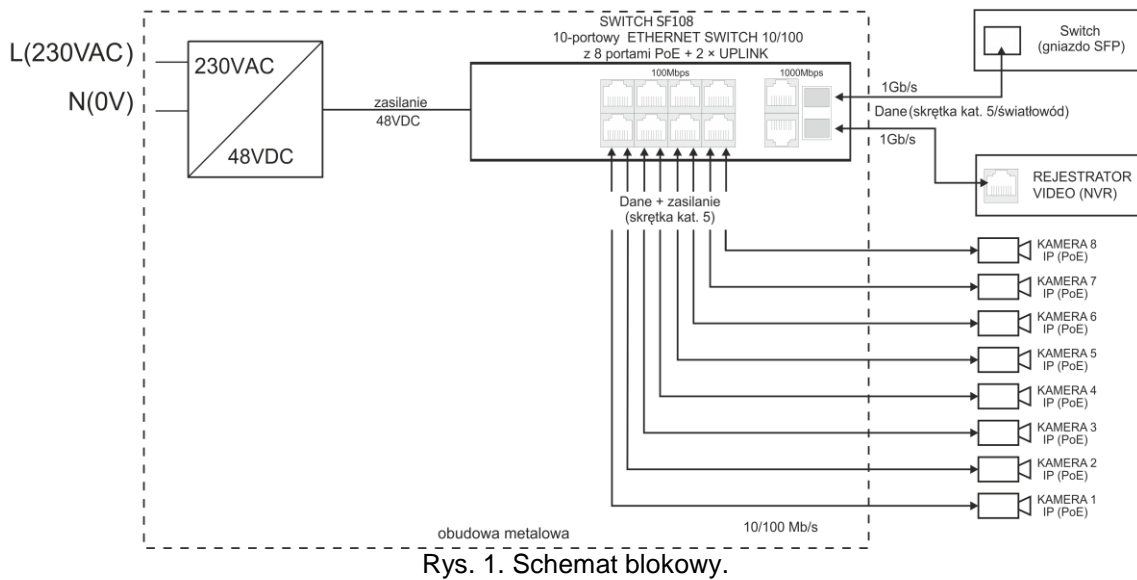 SWITCH SF108
10-portowy ETHERNET SWITCH 10/100
z 8 portami PoE + 2 × UPLINK
L(230VAC)
N(0V)
230VAC
48VDC
zasilanie
48VDC
100Mbps
1000Mbps
Switch
(gniazdo SFP)
1Gb/s
Dane (skrętka kat. 5/światłowód)
1Gb/s
REJESTRATOR
VIDEO (NVR)
Dane + zasilanie
(skrętka kat. 5)
KAMERA 8
IP (PoE)
KAMERA 7
IP (PoE)
KAMERA 6
IP (PoE)
KAMERA 5
IP (PoE)
KAMERA 4
IP (PoE)
KAMERA 3
IP (PoE)
KAMERA 2
IP (PoE)
KAMERA 1
IP (PoE)
10/100 Mb/s
obudowa metalowa
Rys. 1. Schemat blokowy.